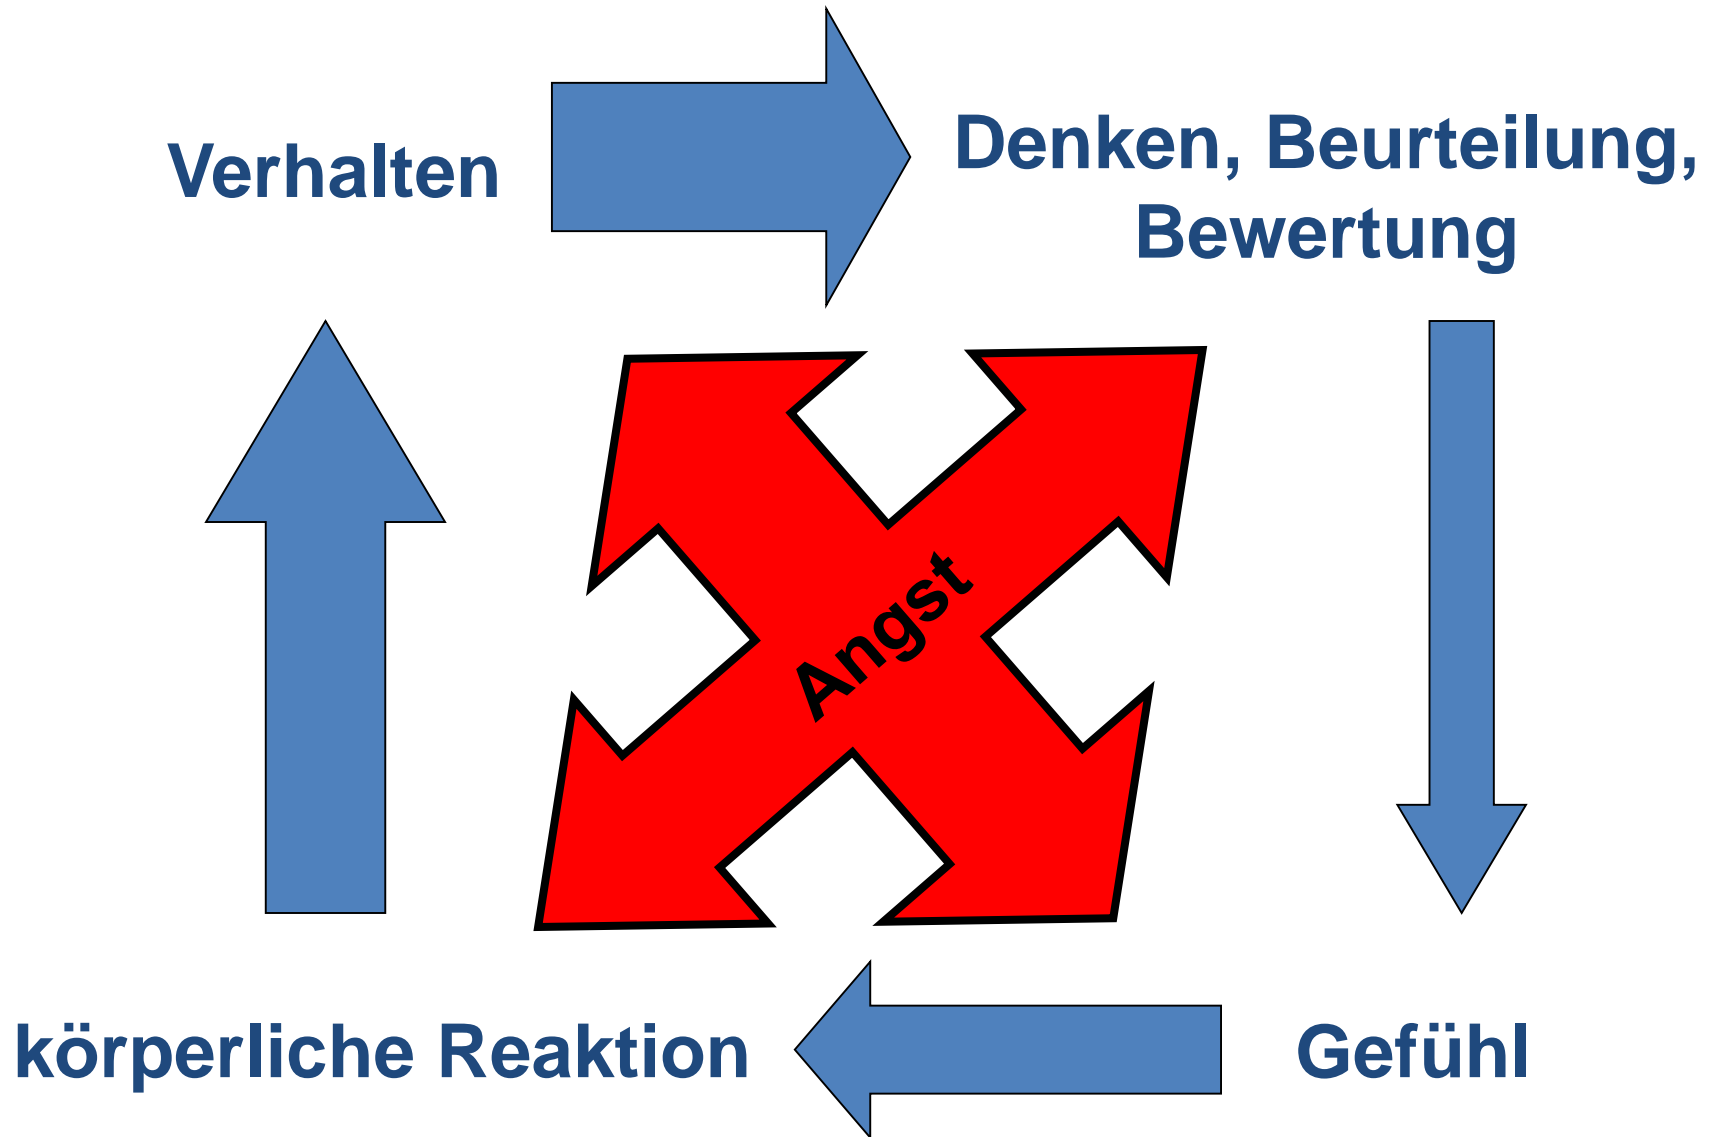 Verhalten
Denken, Beurteilung,
Bewertung
Angst
körperliche Reaktion
Gefühl